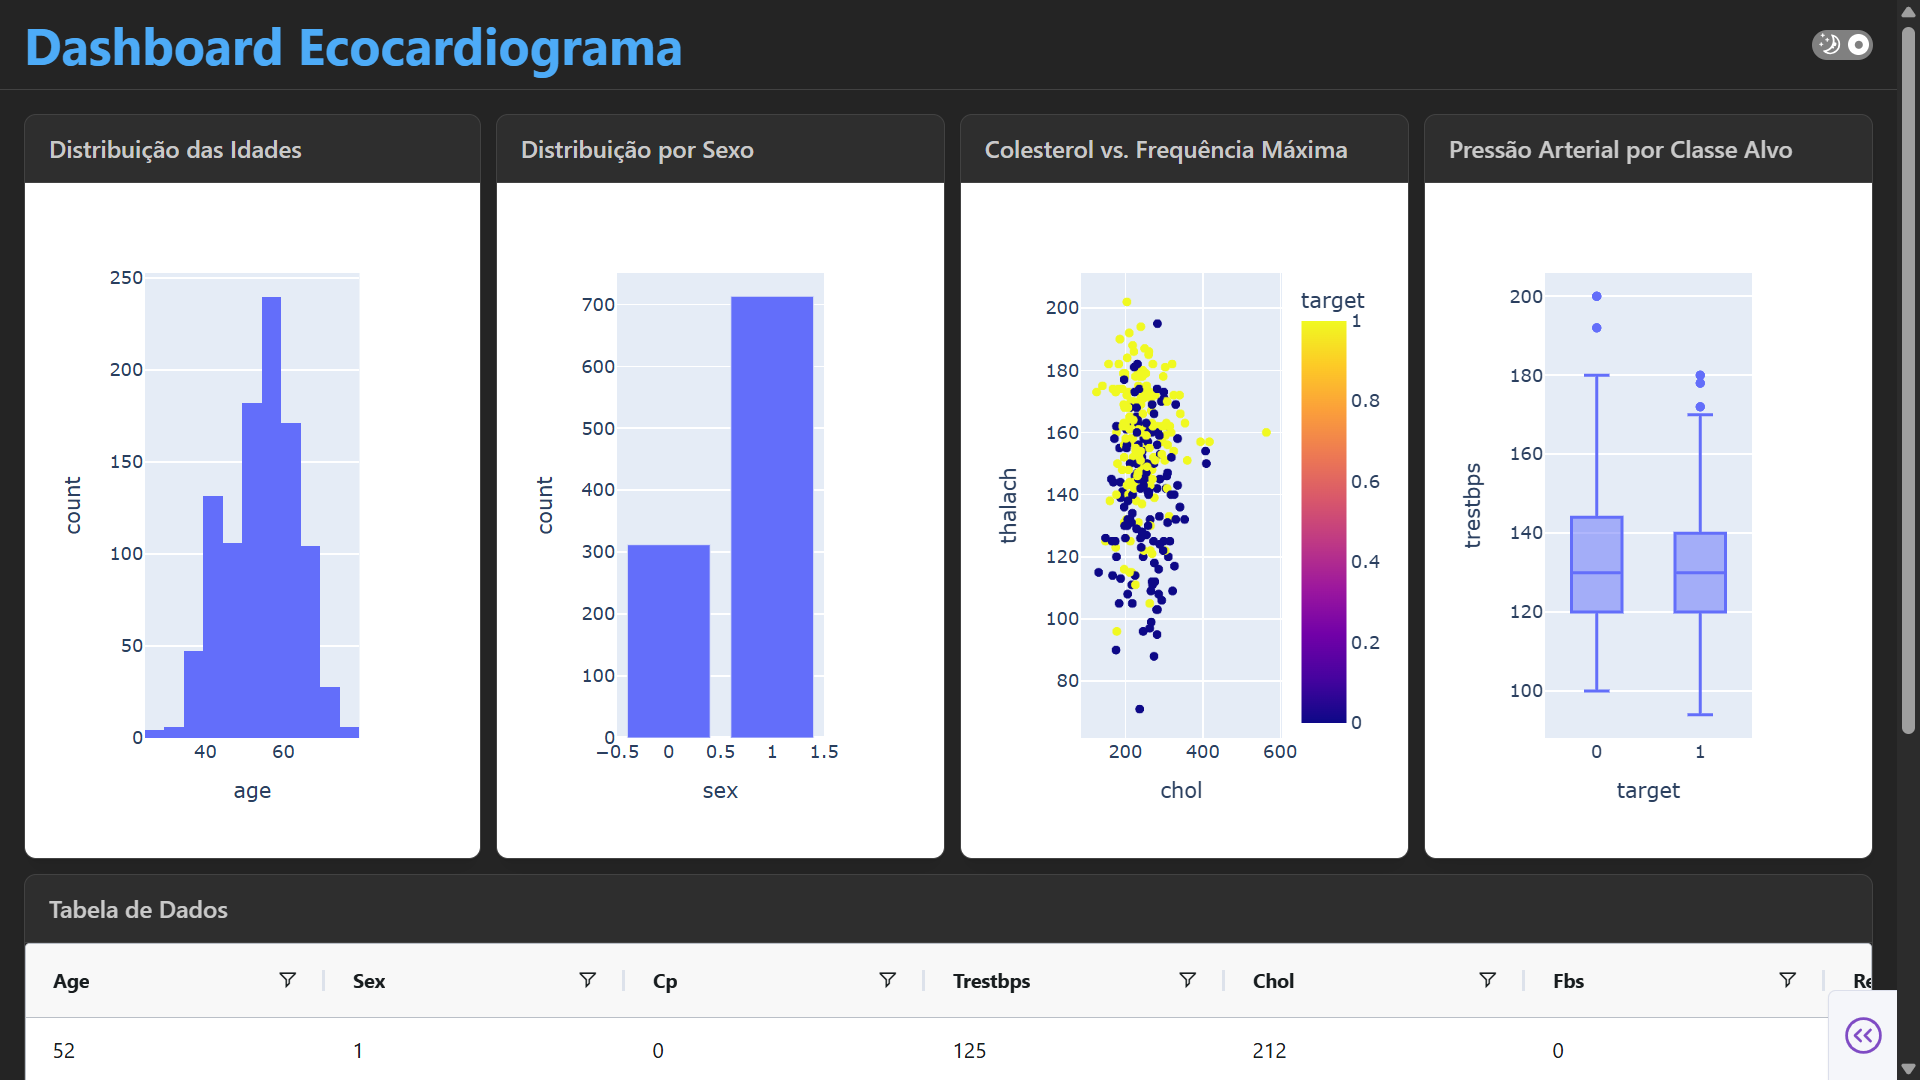 Dashboard Ecocardiograma
Distribuição das Idades
250
200
150
100
50
0
40 60
count
age
Distribuição por Sexo
700
600
500
400
300
200
100
0
−0.5 0 0.5 1 1.5
count
sex
Colesterol vs. Frequência Máxima
200
180
160
140
120
100
80
200 400 600
thalach
chol
target
1
0.8
0.6
0.4
0.2
0
Pressão Arterial por Classe Alvo
200
180
160
140
120
100
0 1
trestbps
target
Tabela de Dados
Age Sex Cp Trestbps Chol Fbs Re
52 1 0 125 212 0